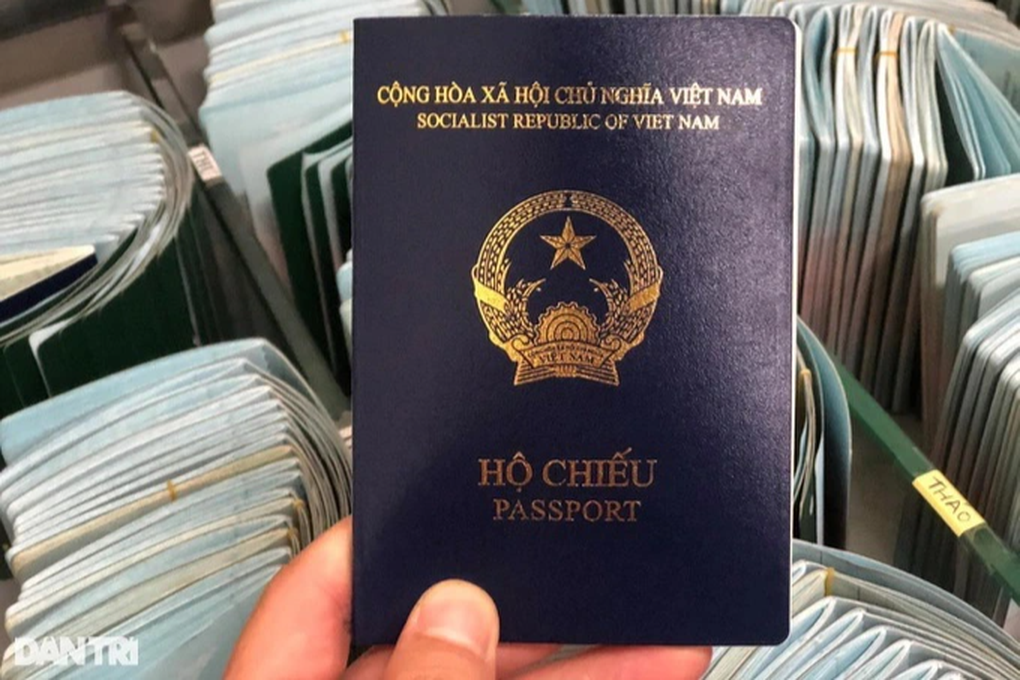 CỘNG HÒA XÃ HỘI CHỦ NGHĨA VIỆT NAM
SOCIALIST REPUBLIC OF VIET NAM
VIỆT NAM
HỘ CHIẾU
PASSPORT
THAO
DANTRI